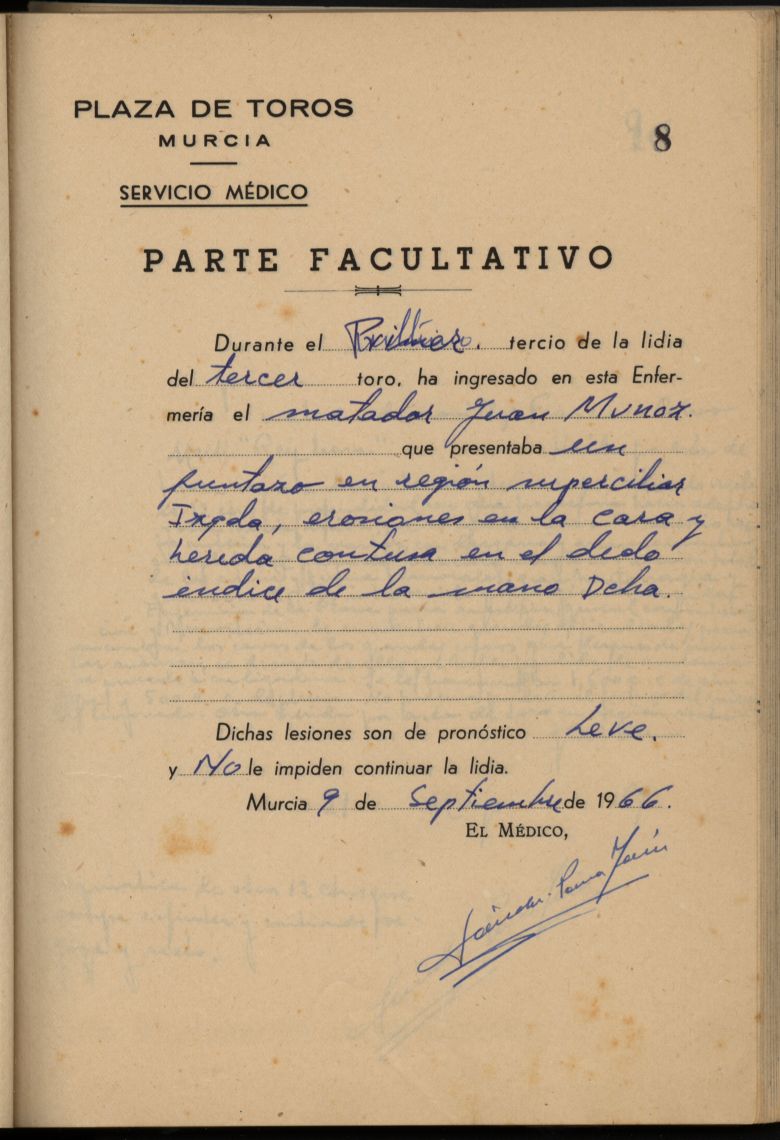 PLAZA DE TOROS
MURCIA
8
SERVICIO MÉDICO
PARTE FACULTATIVO
Durante el tercio de la lidia
del tercer toro, ha ingresado en esta Enfer-
mería el matador Juan Munoz.
que presentaba un
puntazo en región superciliar
Izqda, erosiones en la cara y
herida contusa en el dedo
indice de la mano Dcha.
Dichas lesiones son de pronóstico Leve.
y No le impiden continuar la lidia.
Murcia 9 de Septiembre de 1966.
EL MÉDICO,